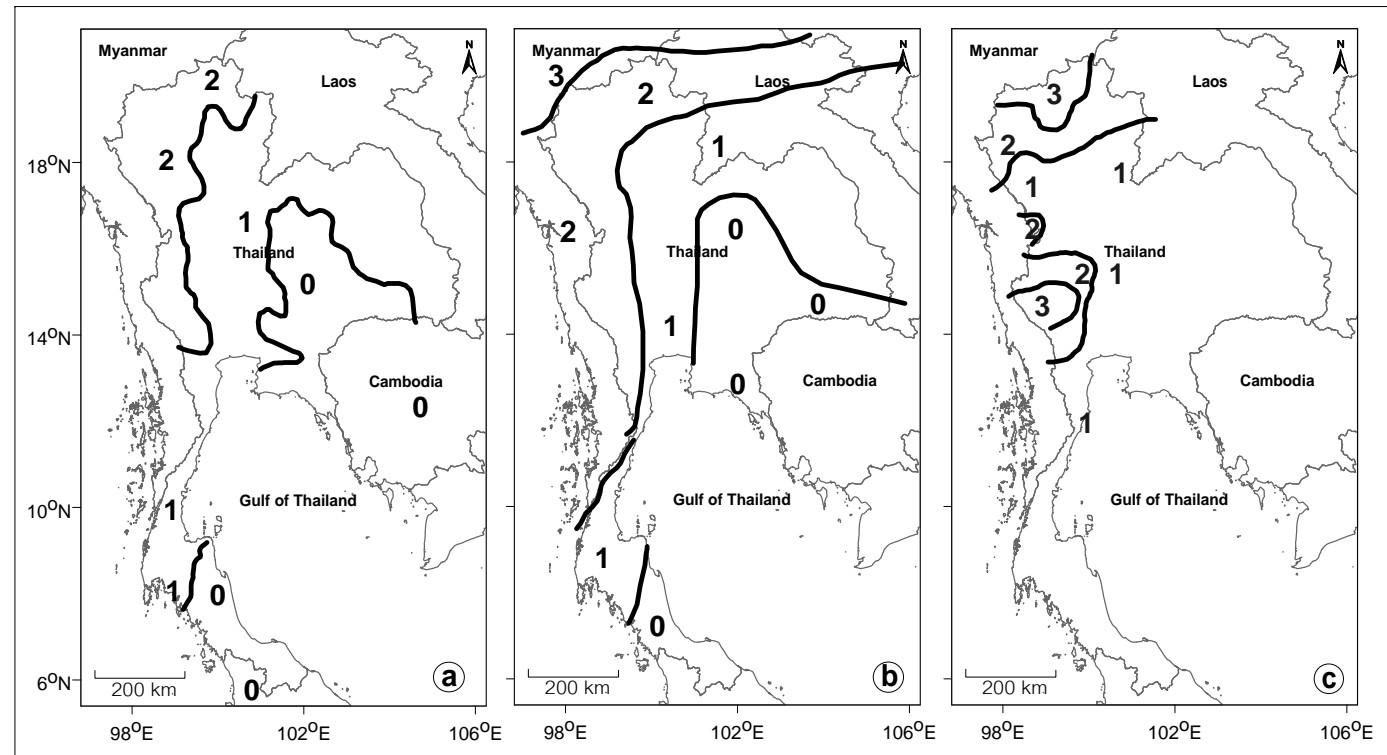 Myanmar
N
Laos
2
2
18°N
1
Thailand
0
14°N
Cambodia
0
10°N
1
Gulf of Thailand
1
0
6°N
200 km
0
a
98°E
102°E
106°E
Myanmar
N
3
2
Laos
1
2
0
Thailand
0
1
Cambodia
0
Gulf of Thailand
1
0
200 km
b
98°E
102°E
106°E
Myanmar
N
Laos
3
2
1
1
2
Thailand
2
1
3
Cambodia
1
Gulf of Thailand
200 km
c
98°E
102°E
106°E